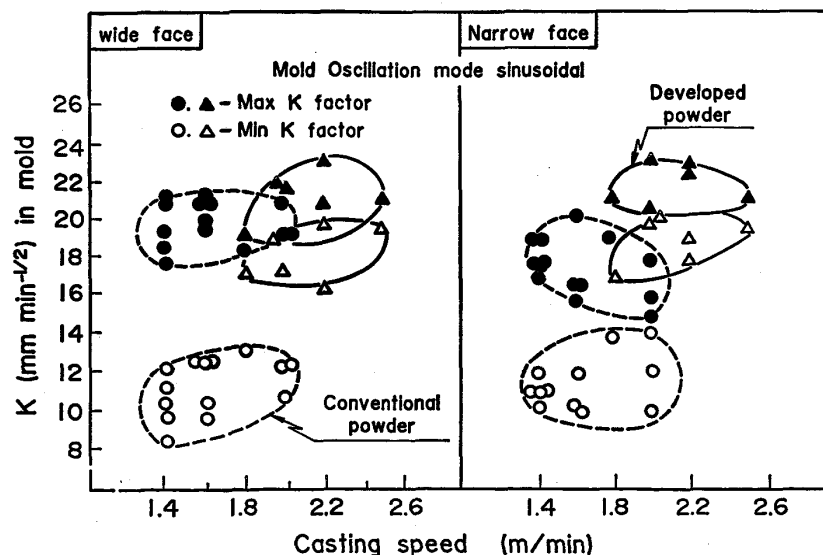 wide face
Narrow face
Mold Oscillation mode sinusoidal
●. ▲ – Max K factor
○. △ – Min K factor
Developed
powder
Conventional
powder
K (mm min-1/2) in mold
26
24
22
20
18
16
14
12
10
8
1.4 1.8 2.2 2.6 1.4 1.8 2.2 2.6
Casting speed (m/min)